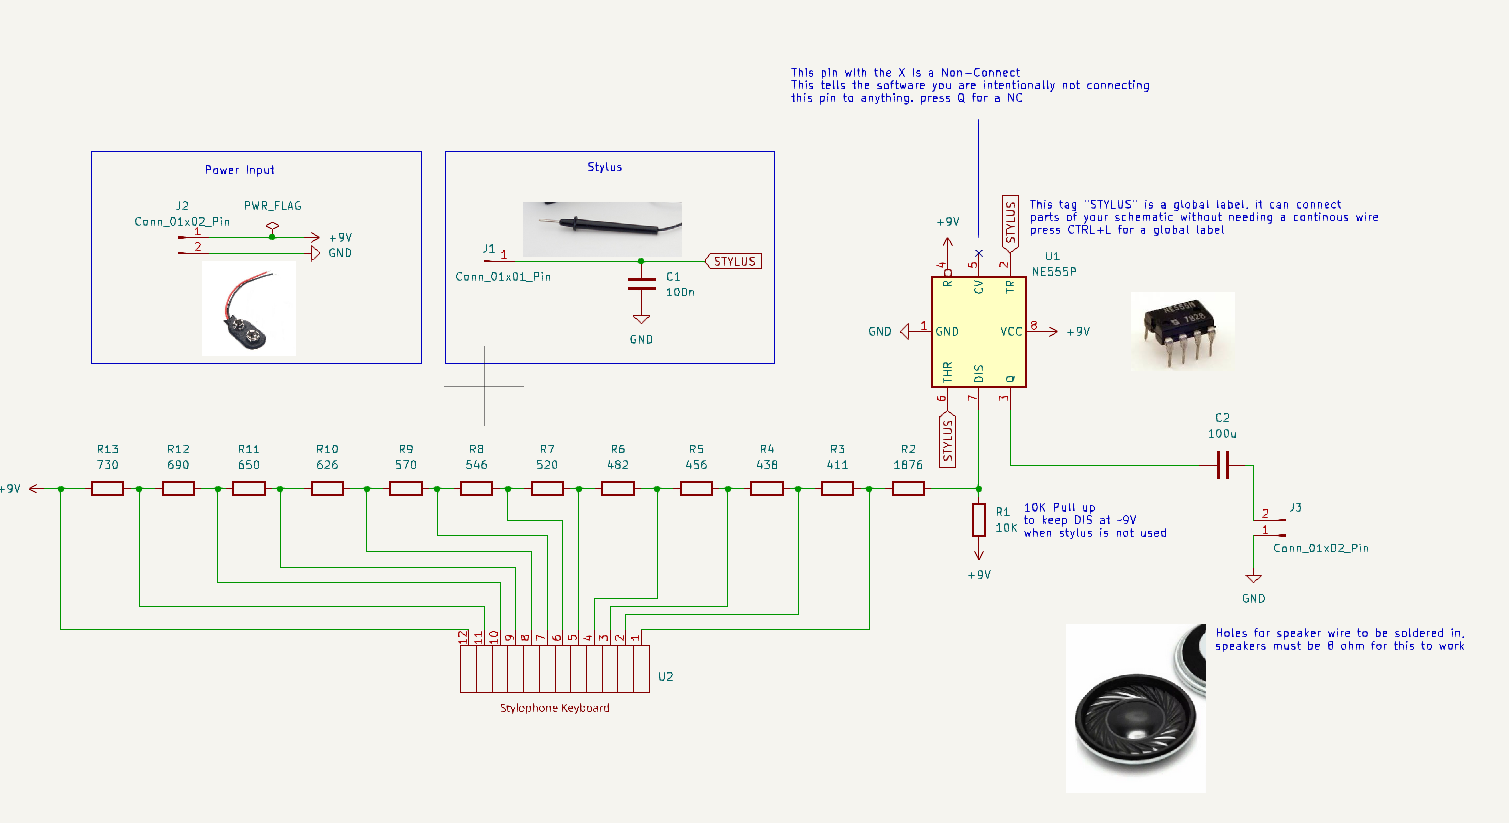 This pin with the X is a Non-Connect
This tells the software you are intentionally not connecting
this pin to anything. press Q for a NC
Power Input
J2
Conn_01x02_Pin
1
2
PWR_FLAG
+9V
GND
Stylus
J1
1
Conn_01x01_Pin
STYLUS
C1
100n
GND
This tag "STYLUS" is a global label, it can connect
parts of your schematic without needing a continous wire
press CTRL+L for a global label
STYLUS
+9V
U1
NE555P
4
5
2
R
CV
TR
GND
1
GND
VCC
8
+9V
THR
DIS
Q
6
7
3
STYLUS
C2
100u
R13
730
R12
690
R11
650
R10
626
R9
570
R8
546
R7
520
R6
482
R5
456
R4
438
R3
411
R2
1876
+9V
R1
10K
+9V
10K Pull up
to keep DIS at ~9V
when stylus is not used
2
1
J3
Conn_01x02_Pin
GND
12
11
10
9
8
7
6
5
4
3
2
1
U2
Stylophone Keyboard
Holes for speaker wire to be soldered in,
speakers must be 8 ohm for this to work